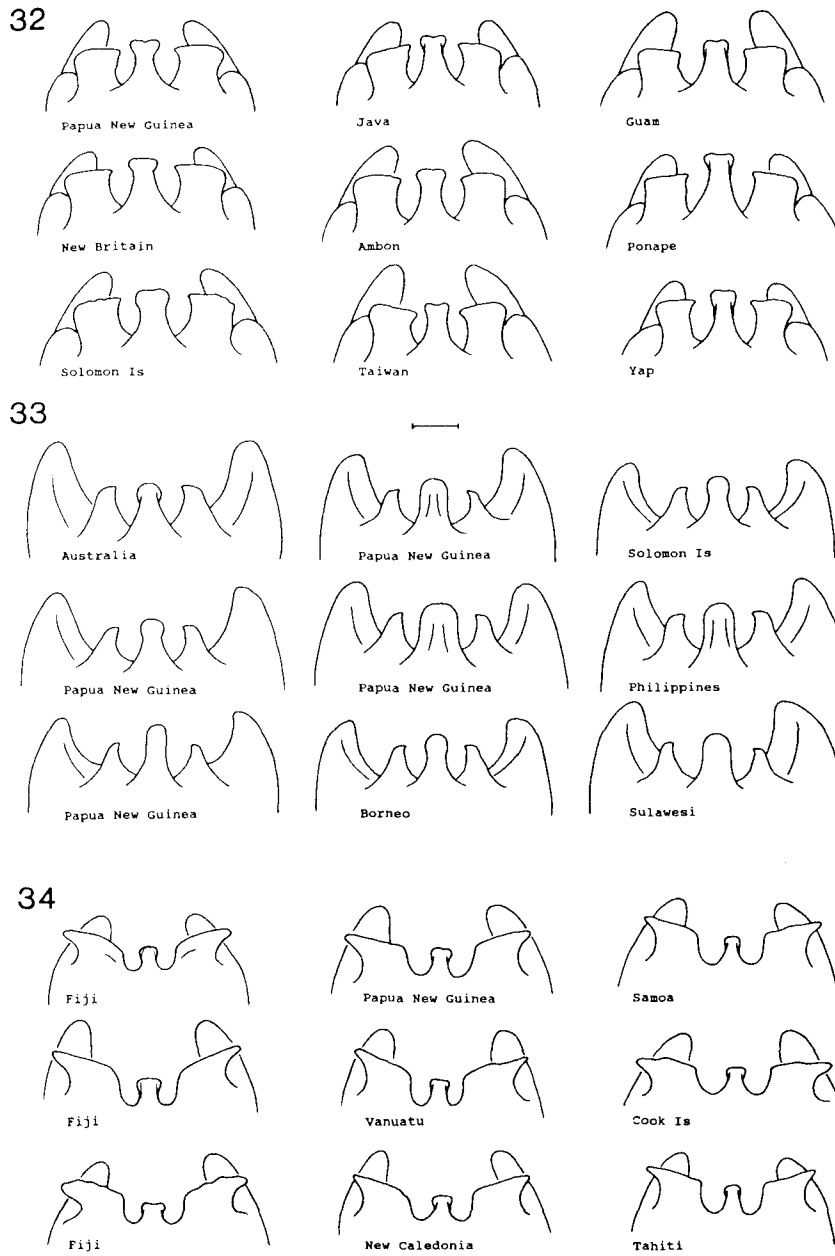 32
Papua New Guinea
Java
Guam
New Britain
Ambon
Ponape
Solomon Is
Taiwan
Yap
33
Australia
Papua New Guinea
Solomon Is
Papua New Guinea
Papua New Guinea
Philippines
Papua New Guinea
Borneo
Sulawesi
34
Fiji
Papua New Guinea
Samoa
Fiji
Vanuatu
Cook Is
Fiji
New Caledonia
Tahiti